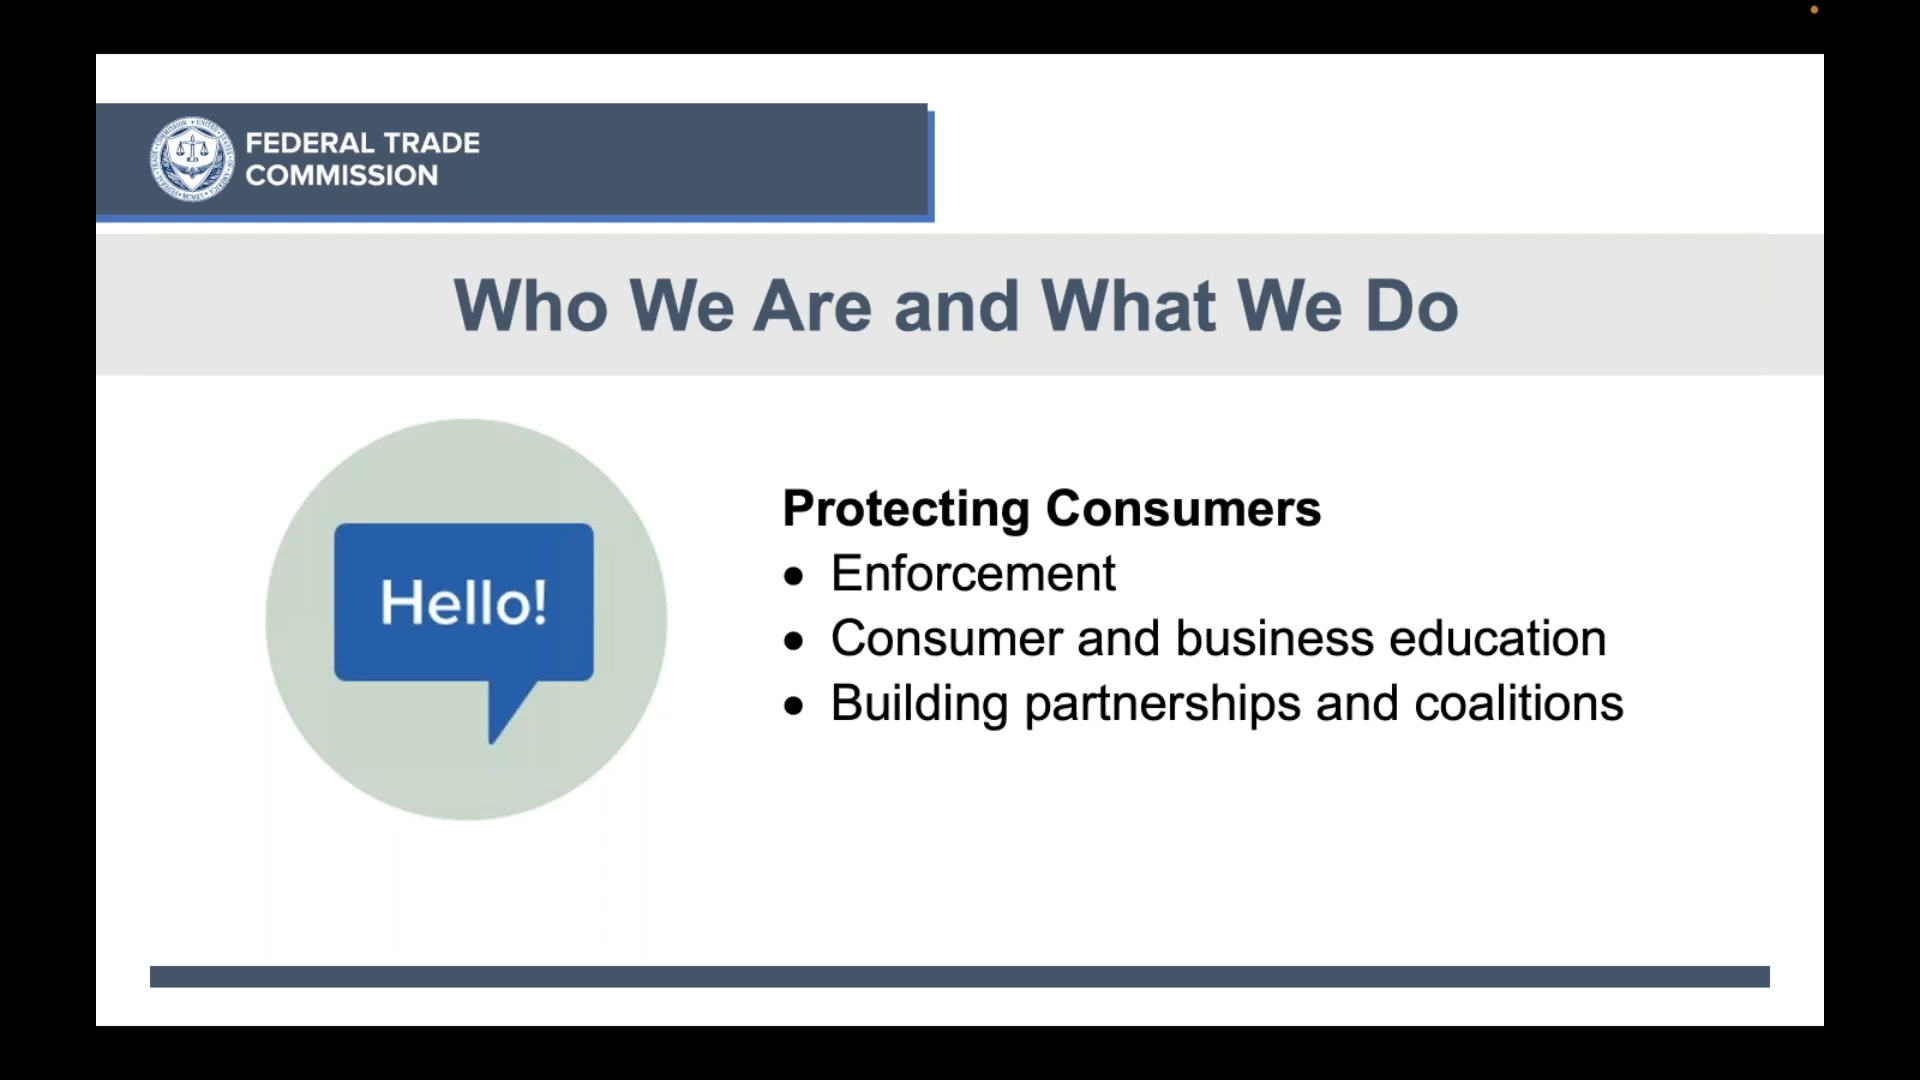 FEDERAL TRADE
COMMISSION
Who We Are and What We Do
Hello!
Protecting Consumers
• Enforcement
• Consumer and business education
• Building partnerships and coalitions